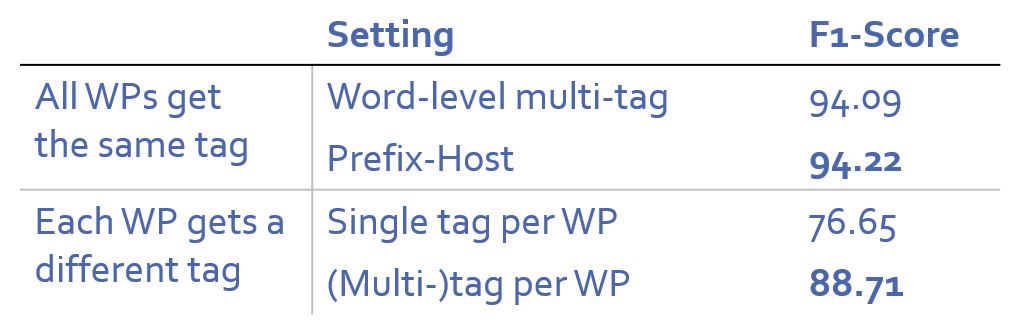 Setting F1-Score
All WPs get the same tag
Word-level multi-tag 94.09
Prefix-Host 94.22
Each WP gets a different tag
Single tag per WP 76.65
(Multi-)tag per WP 88.71